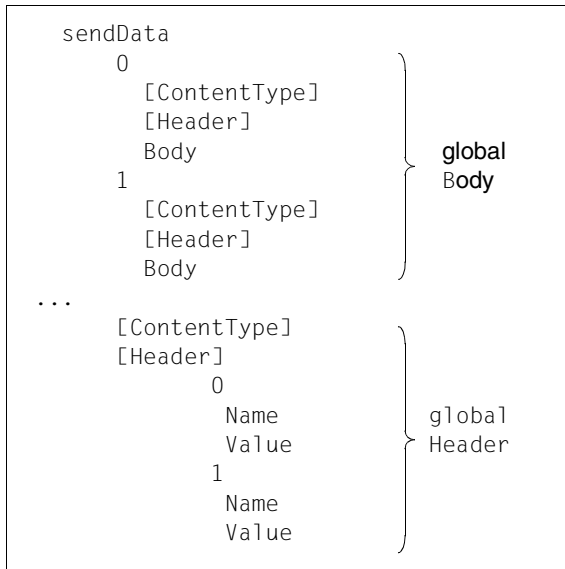 sendData
0
[ContentType]
[Header]
Body
global
1
Body
[ContentType]
[Header]
Body
...
[ContentType]
[Header]
0
Name
global
Value
Header
1
Name
Value